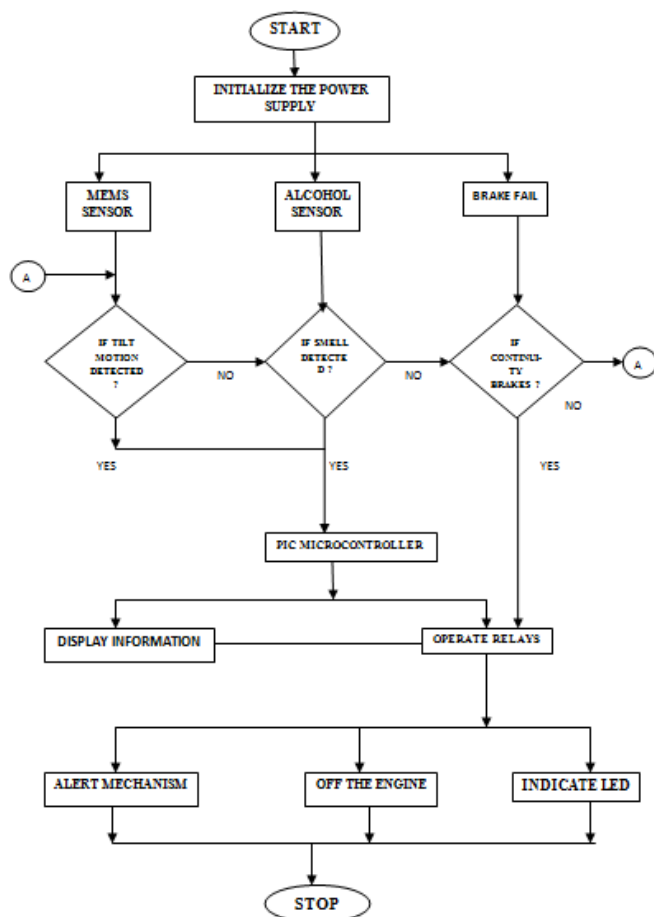 START
INITIALIZE THE POWER
SUPPLY
MEMS
SENSOR
ALCOHOL
SENSOR
BRAKE FAIL
A
IF TILT
MOTION
DETECTED
?
NO
IF SMELL
DETECTE
D ?
NO
IF
CONTINUI-
TY
BRAKES ?
A
NO
YES
YES
YES
PIC MICROCONTROLLER
DISPLAY INFORMATION
OPERATE RELAYS
ALERT MECHANISM
OFF THE ENGINE
INDICATE LED
STOP